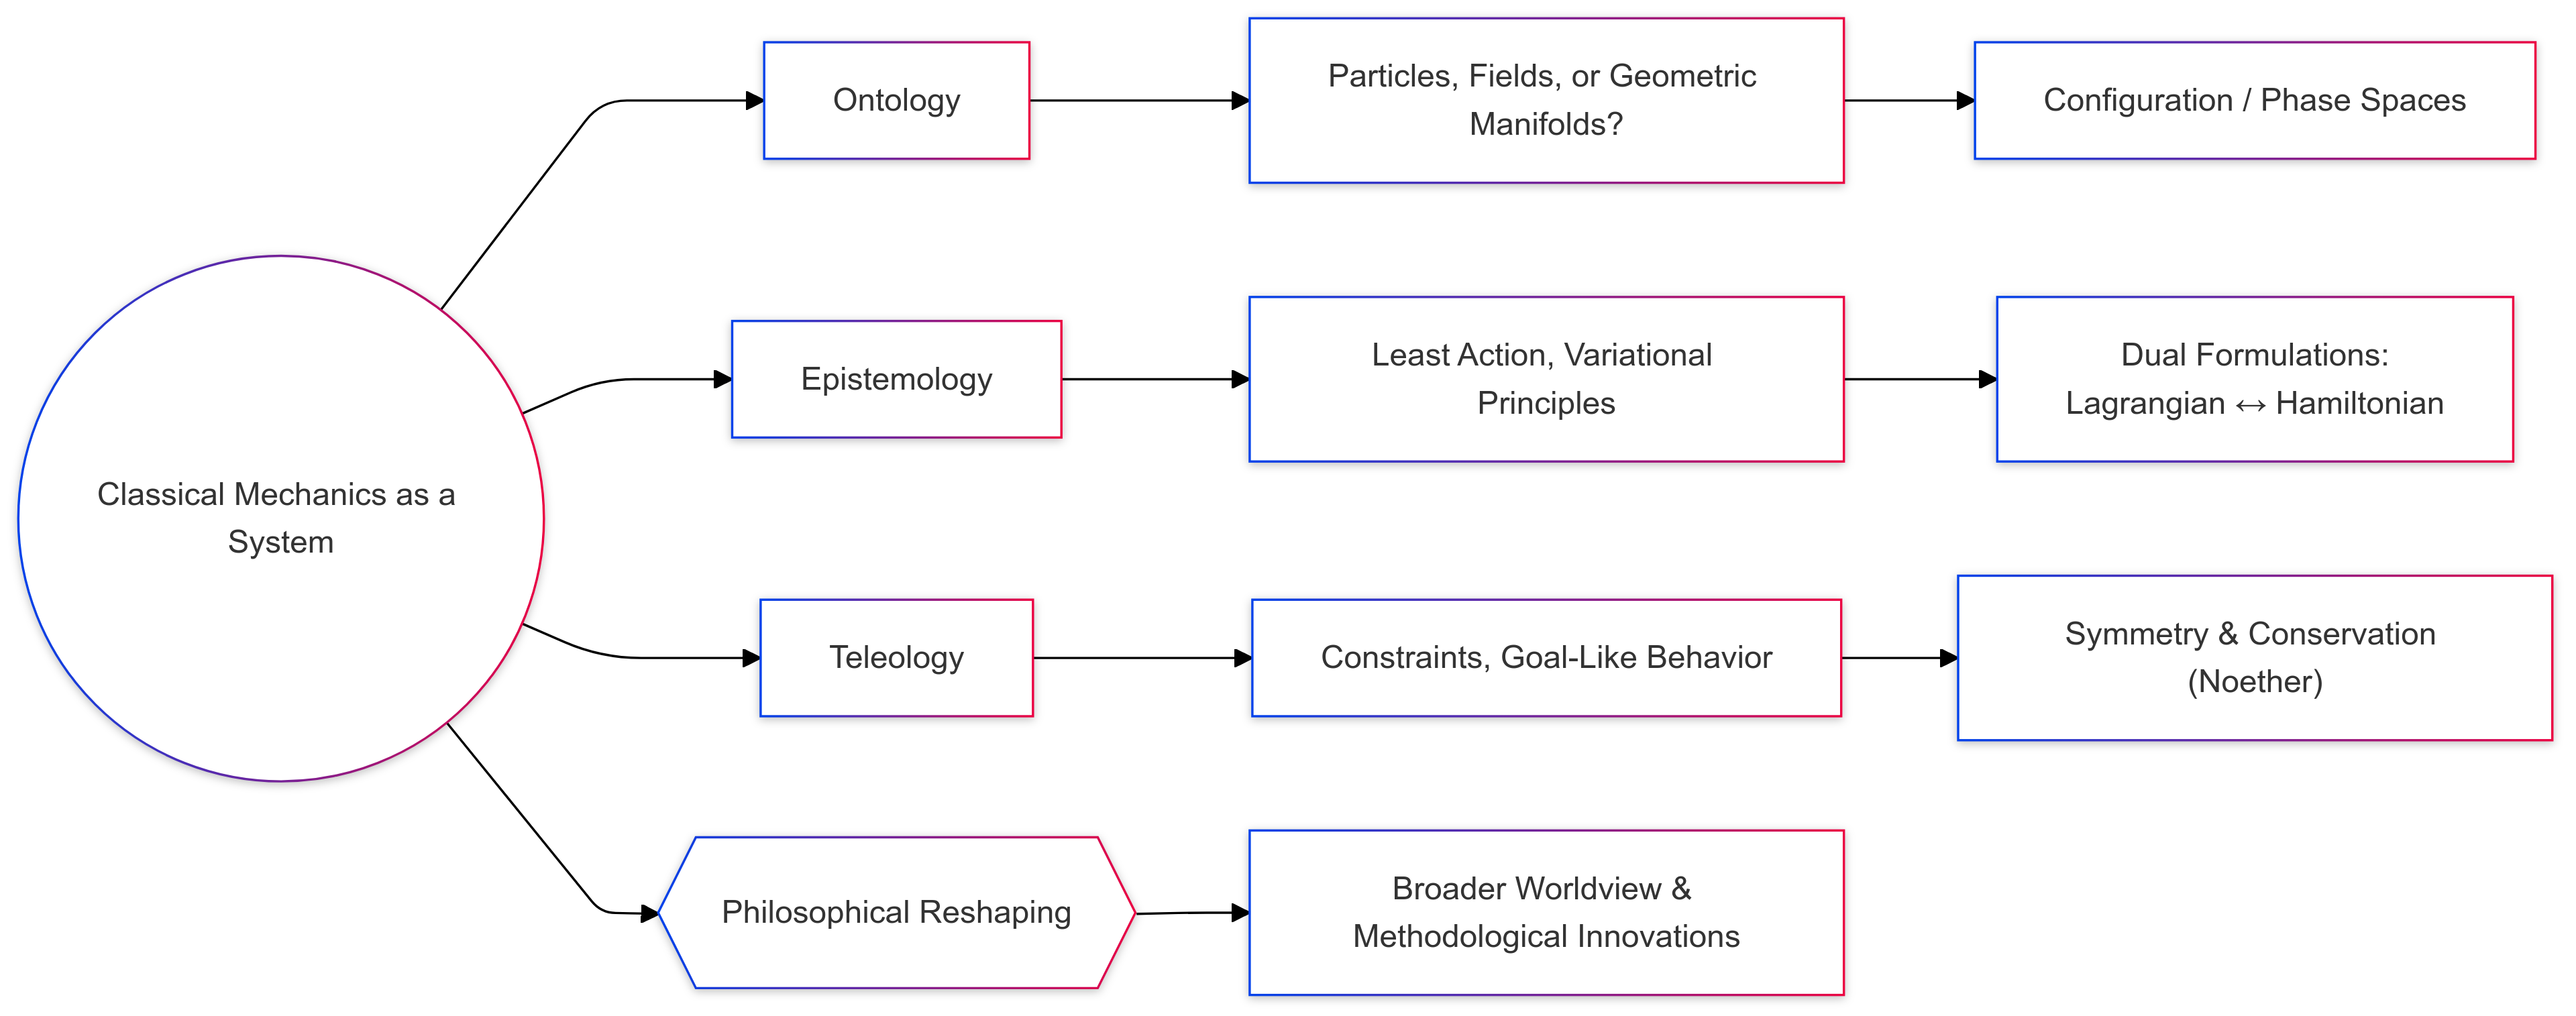 Classical Mechanics as a
System
Ontology
Particles, Fields, or Geometric
Manifolds?
Configuration / Phase Spaces
Epistemology
Least Action, Variational
Principles
Dual Formulations:
Lagrangian ↔ Hamiltonian
Teleology
Constraints, Goal-Like Behavior
Symmetry & Conservation
(Noether)
Philosophical Reshaping
Broader Worldview &
Methodological Innovations